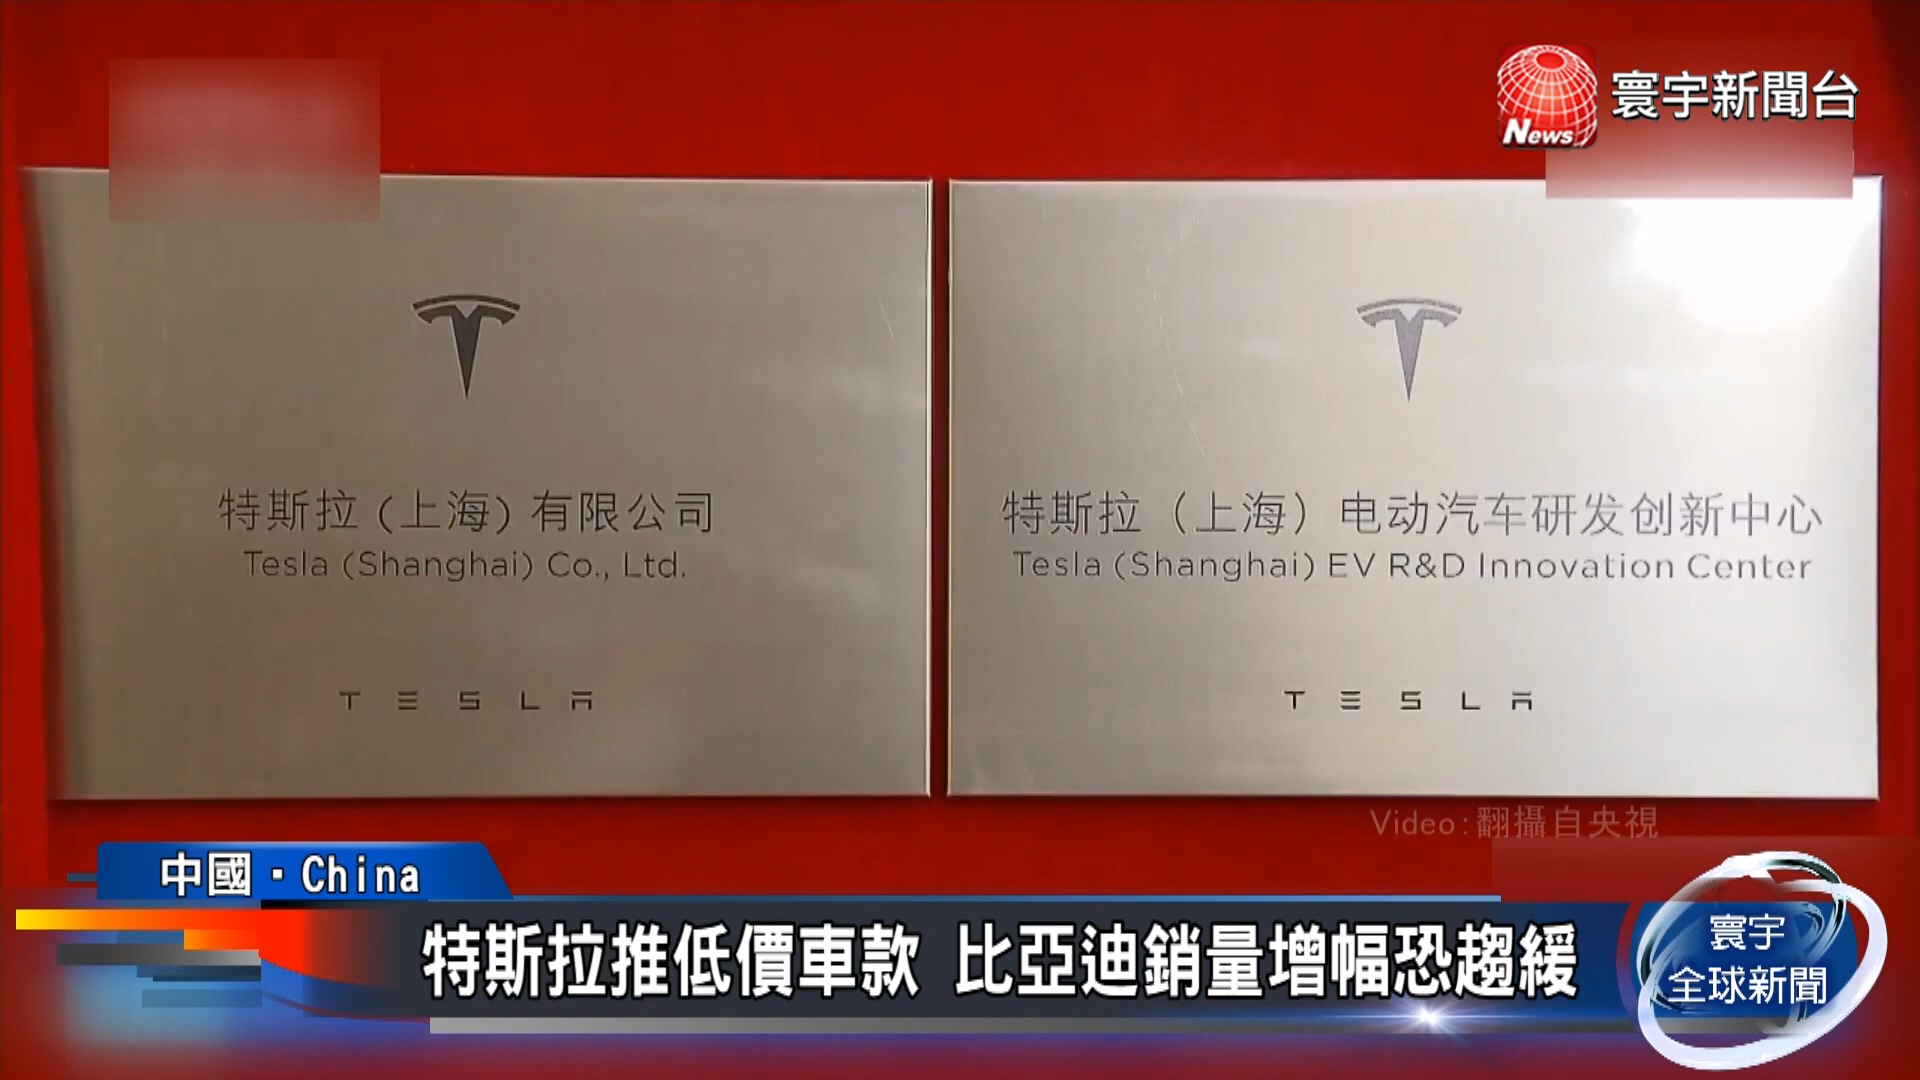 News
寰宇新聞台
特斯拉 (上海) 有限公司
Tesla (Shanghai) Co., Ltd.
TESLA
特斯拉（上海）电动汽车研发创新中心
Tesla (Shanghai) EV R&D Innovation Center
TESLA
Video:翻攝自央視
中國·China
特斯拉推低價車款 比亞迪銷量增幅恐趨緩
寰宇
全球新聞